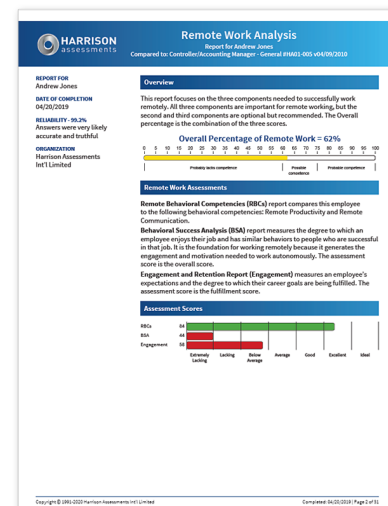 HARRISON
assessments
Remote Work Analysis
Report for Andrew Jones
Compared to: Controller/Accounting Manager - General #HA01-005 v04/09/2010
REPORT FOR
Andrew Jones
DATE OF COMPLETION
04/20/2019
RELIABILITY - 99.2%
Answers were very likely
accurate and truthful
ORGANIZATION
Harrison Assessments
Int'l Limited
Overview
This report focuses on the three components needed to successfully work
remotely. All three components are important for remote working, but the
second and third components are optional but recommended. The Overall
percentage is the combination of the three scores.
Overall Percentage of Remote Work = 62%
0 5 10 15 20 25 30 35 40 45 50 55 60 65 70 75 80 85 90 95 100
Probably lacks competence
Possible
competence
Probable competence
Remote Work Assessments
Remote Behavioral Competencies (RBCs) report compares this employee
to the following behavioral competencies: Remote Productivity and Remote
Communication.
Behavioral Success Analysis (BSA) report measures the degree to which an
employee enjoys their job and has similar behaviors to people who are successful
in that job. It is the foundation for working remotely because it generates the
engagement and motivation needed to work autonomously. The assessment
score is the overall score.
Engagement and Retention Report (Engagement) measures an employee's
expectations and the degree to which their career goals are being fulfilled. The
assessment score is the fulfillment score.
Assessment Scores
RBCs 84
BSA 44
Engagement 58
Extremely
Lacking
Lacking
Below
Average
Average
Good
Excellent
Ideal
Copyright © 1991-2020 Harrison Assessments Int'l Limited
Completed: 04/20/2019 | Page 2 of 31